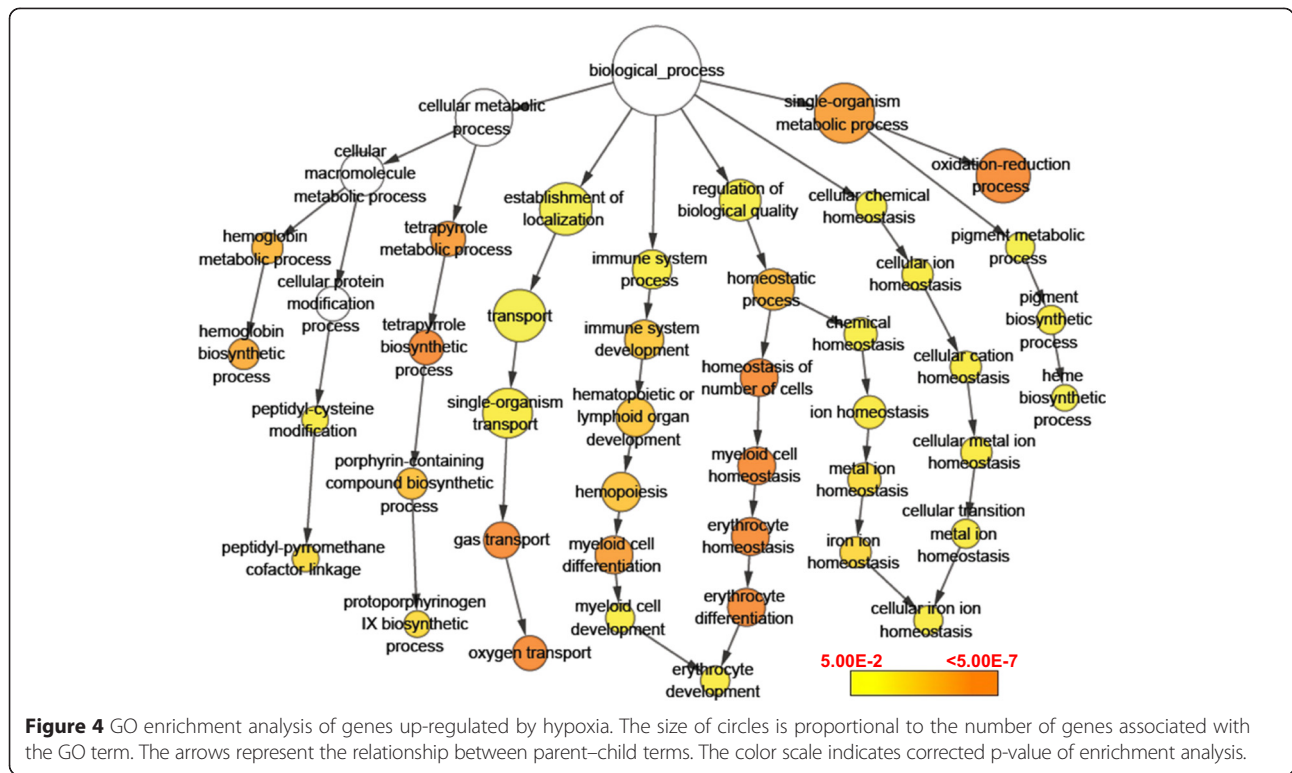 biological_process
cellular metabolic
process
single-organism
metabolic process
cellular
macromolecule
metabolic process
oxidation-reduction
process
establishment of
localization
regulation of
biological quality
cellular chemical
homeostasis
hemoglobin
metabolic process
tetrapyrrole
metabolic process
pigment metabolic
process
cellular protein
modification
process
immune system
process
homeostatic
process
cellular ion
homeostasis
hemoglobin
biosynthetic
process
tetrapyrrole
biosynthetic
process
transport
immune system
development
chemical
homeostasis
pigment
biosynthetic
process
homeostasis of
number of cells
cellular cation
homeostasis
heme
biosynthetic
process
peptidyl-cysteine
modification
single-organism
transport
hematopoietic or
lymphoid organ
development
ion homeostasis
cellular metal ion
homeostasis
porphyrin-containing
compound biosynthetic
process
hemopoiesis
myeloid cell
homeostasis
metal ion
homeostasis
cellular transition
metal ion
homeostasis
peptidyl-pyrromethane
cofactor linkage
gas transport
myeloid cell
differentiation
erythrocyte
homeostasis
iron ion
homeostasis
protoporphyrinogen
IX biosynthetic
process
myeloid cell
development
erythrocyte
differentiation
cellular iron ion
homeostasis
oxygen transport
erythrocyte
development
5.00E-2 <5.00E-7
Figure 4 GO enrichment analysis of genes up-regulated by hypoxia. The size of circles is proportional to the number of genes associated with
the GO term. The arrows represent the relationship between parent–child terms. The color scale indicates corrected p-value of enrichment analysis.